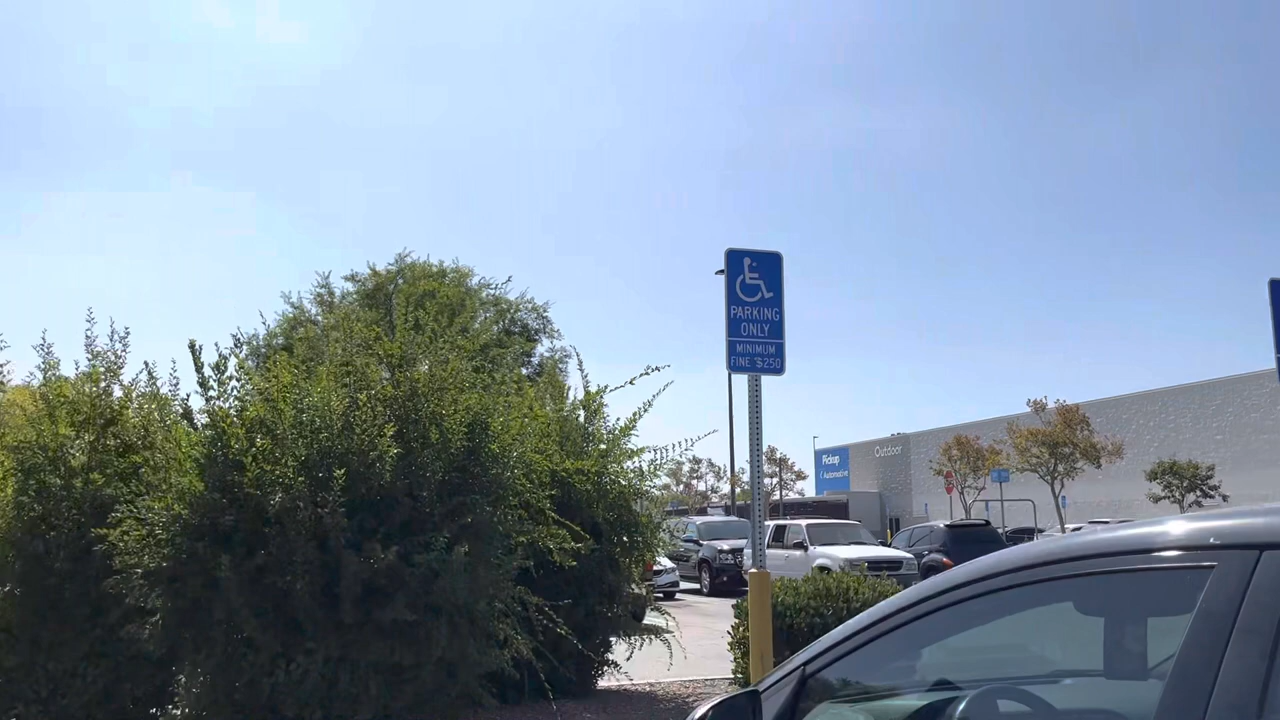 PARKING
ONLY
MINIMUM
FINE $250
Pickup
Automotive
Outdoor